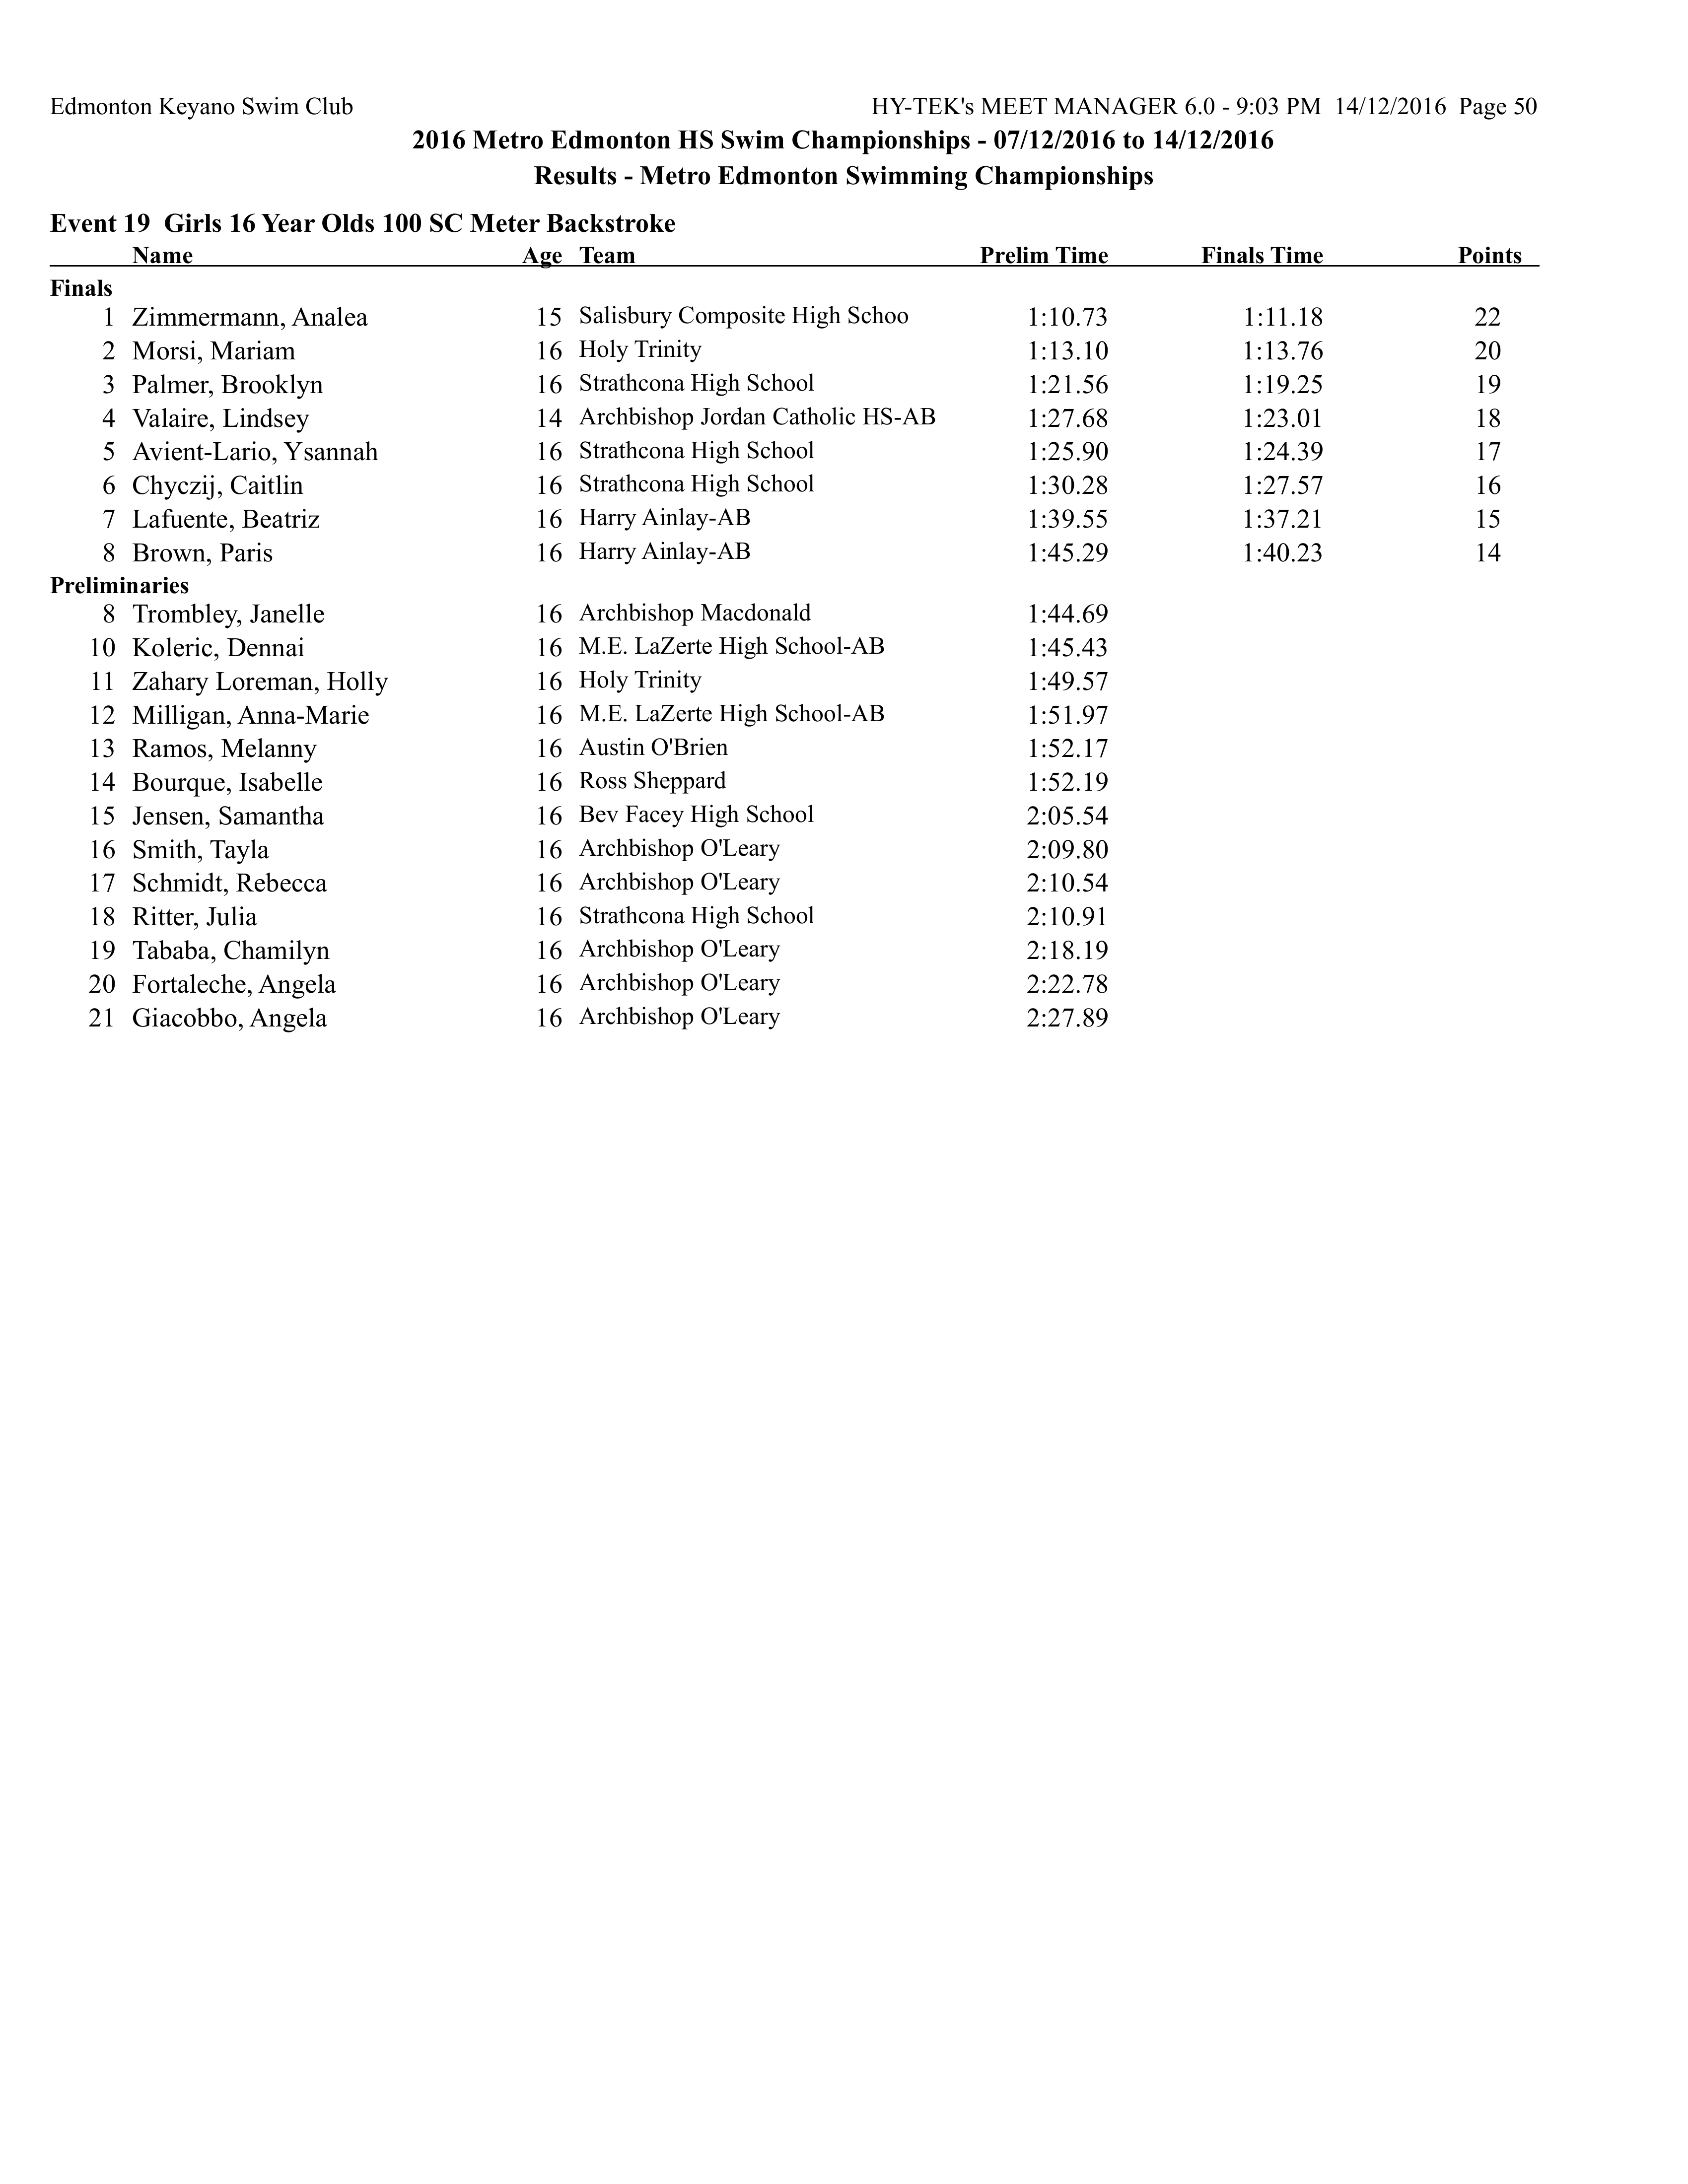 Edmonton Keyano Swim Club HY-TEK's MEET MANAGER 6.0 - 9:03 PM 14/12/2016 Page 50
2016 Metro Edmonton HS Swim Championships - 07/12/2016 to 14/12/2016
Results - Metro Edmonton Swimming Championships
Event 19 Girls 16 Year Olds 100 SC Meter Backstroke
Name Age Team Prelim Time Finals Time Points
Finals
1 Zimmermann, Analea 15 Salisbury Composite High Schoo 1:10.73 1:11.18 22
2 Morsi, Mariam 16 Holy Trinity 1:13.10 1:13.76 20
3 Palmer, Brooklyn 16 Strathcona High School 1:21.56 1:19.25 19
4 Valaire, Lindsey 14 Archbishop Jordan Catholic HS-AB 1:27.68 1:23.01 18
5 Avient-Lario, Ysannah 16 Strathcona High School 1:25.90 1:24.39 17
6 Chyczij, Caitlin 16 Strathcona High School 1:30.28 1:27.57 16
7 Lafuente, Beatriz 16 Harry Ainlay-AB 1:39.55 1:37.21 15
8 Brown, Paris 16 Harry Ainlay-AB 1:45.29 1:40.23 14
Preliminaries
8 Trombley, Janelle 16 Archbishop Macdonald 1:44.69
10 Koleric, Dennai 16 M.E. LaZerte High School-AB 1:45.43
11 Zahary Loreman, Holly 16 Holy Trinity 1:49.57
12 Milligan, Anna-Marie 16 M.E. LaZerte High School-AB 1:51.97
13 Ramos, Melanny 16 Austin O'Brien 1:52.17
14 Bourque, Isabelle 16 Ross Sheppard 1:52.19
15 Jensen, Samantha 16 Bev Facey High School 2:05.54
16 Smith, Tayla 16 Archbishop O'Leary 2:09.80
17 Schmidt, Rebecca 16 Archbishop O'Leary 2:10.54
18 Ritter, Julia 16 Strathcona High School 2:10.91
19 Tababa, Chamilyn 16 Archbishop O'Leary 2:18.19
20 Fortaleche, Angela 16 Archbishop O'Leary 2:22.78
21 Giacobbo, Angela 16 Archbishop O'Leary 2:27.89